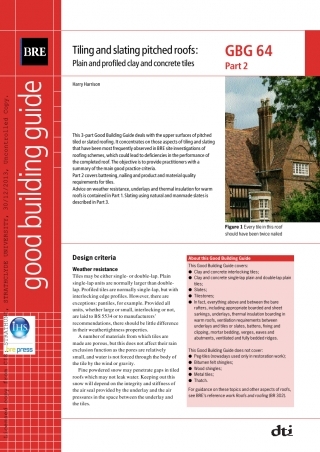 BRE
Tiling and slating pitched roofs:
Plain and profiled clay and concrete tiles
GBG 64
Part 2
Harry Harrison
good building guide
This 3-part Good Building Guide deals with the upper surfaces of pitched
tiled or slated roofing. It concentrates on those aspects of tiling and slating
that have been most frequently observed in BRE site investigations of
roofing schemes, which could lead to deficiencies in the performance of
the completed roof. The objective is to provide practitioners with a
summary of the main good practice criteria.
Part 2 covers battening, nailing and product and material quality
requirements for tiles.
Advice on weather resistance, underlays and thermal insulation for warm
roofs is contained in Part 1. Slating using natural and manmade slates is
described in Part 3.
Figure 1 Every tile in this roof
should have been twice nailed
Design criteria
Weather resistance
Tiles may be either single- or double-lap. Plain
single-lap units are normally larger than double-
lap. Profiled tiles are normally single-lap, but with
interlocking edge profiles. However, there are
exceptions: pantiles, for example. Provided all
units, whether large or small, interlocking or not,
are laid to BS 5534 or to manufacturers'
recommendations, there should be little difference
in their weathertightness properties.
A number of materials from which tiles are
made are porous, but this does not affect their rain
exclusion function as the pores are relatively
small, and water is not forced through the body of
the tile by the wind or gravity.
Fine powdered snow may penetrate gaps in tiled
roofs which may not leak water. Keeping out this
snow will depend on the integrity and stiffness of
the air seal provided by the underlay and the air
pressures in the space between the underlay and
the tiles.
About this Good Building Guide
This Good Building Guide covers:
● Clay and concrete interlocking tiles;
● Clay and concrete single-lap plain and double-lap plain
tiles;
● Slates;
● Tilestones;
● In fact, everything above and between the bare
rafters, including appropriate boarded and sheet
sarkings, underlays, thermal insulation boarding in
warm roofs, ventilation requirements between
underlays and tiles or slates, battens, fixing and
clipping, mortar bedding, verges, eaves and
abutments, ventilated and fully bedded ridges.
This Good Building Guide does not cover:
● Peg tiles (nowadays used only in restoration works);
● Bitumen felt shingles;
● Wood shingles;
● Metal tiles;
● Thatch.
For guidance on these topics and other aspects of roofs,
see BRE's reference work Roofs and roofing (BR 302).
IHS
press
dti
STRATHCLYDE UNIVERSITY, 30/11/2013, Uncontrolled Copy,